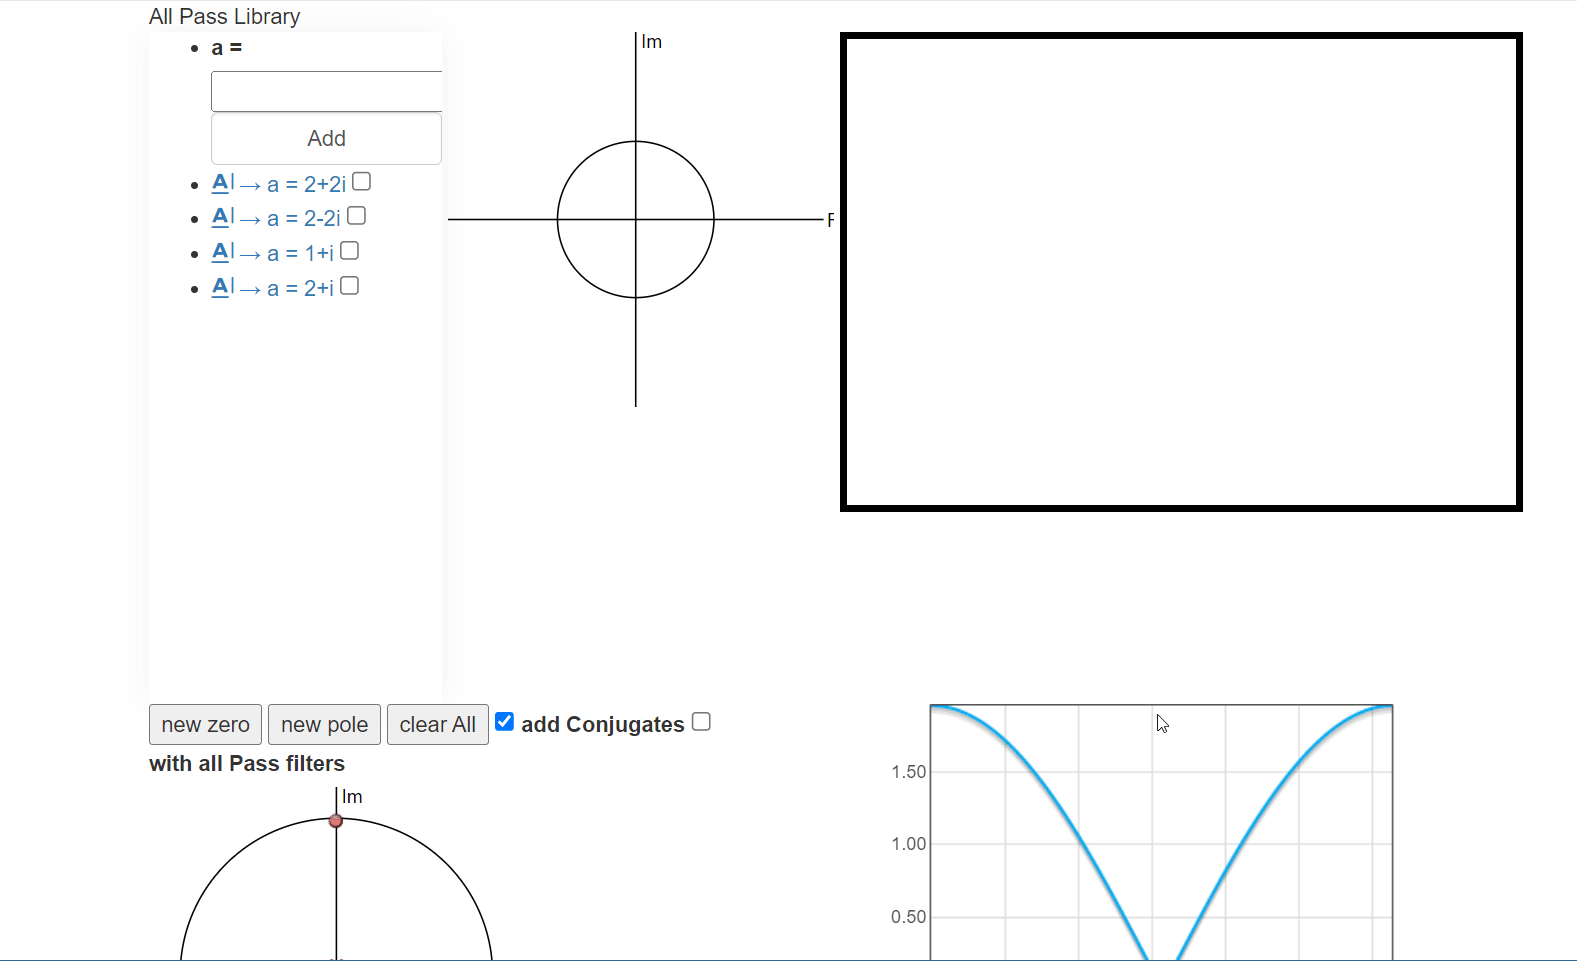 All Pass Library
a =
Add
A| → a = 2+2i
A| → a = 2-2i
A| → a = 1+i
A| → a = 2+i
Im
new zero
new pole
clear All
add Conjugates
with all Pass filters
Im
1.50
1.00
0.50